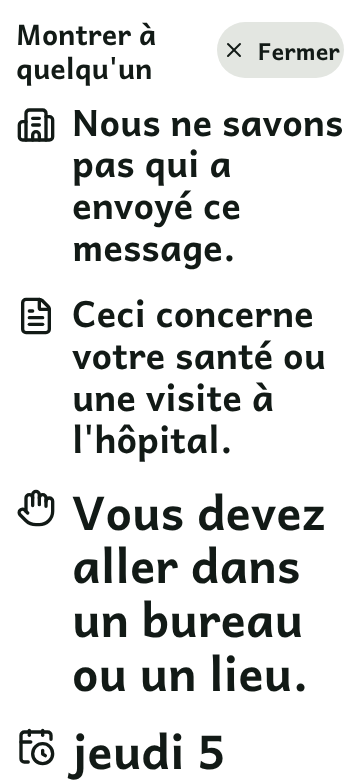 Montrer à
quelqu'un
Fermer
Nous ne savons
pas qui a
envoyé ce
message.
Ceci concerne
votre santé ou
une visite à
l'hôpital.
Vous devez
aller dans
un bureau
ou un lieu.
jeudi 5